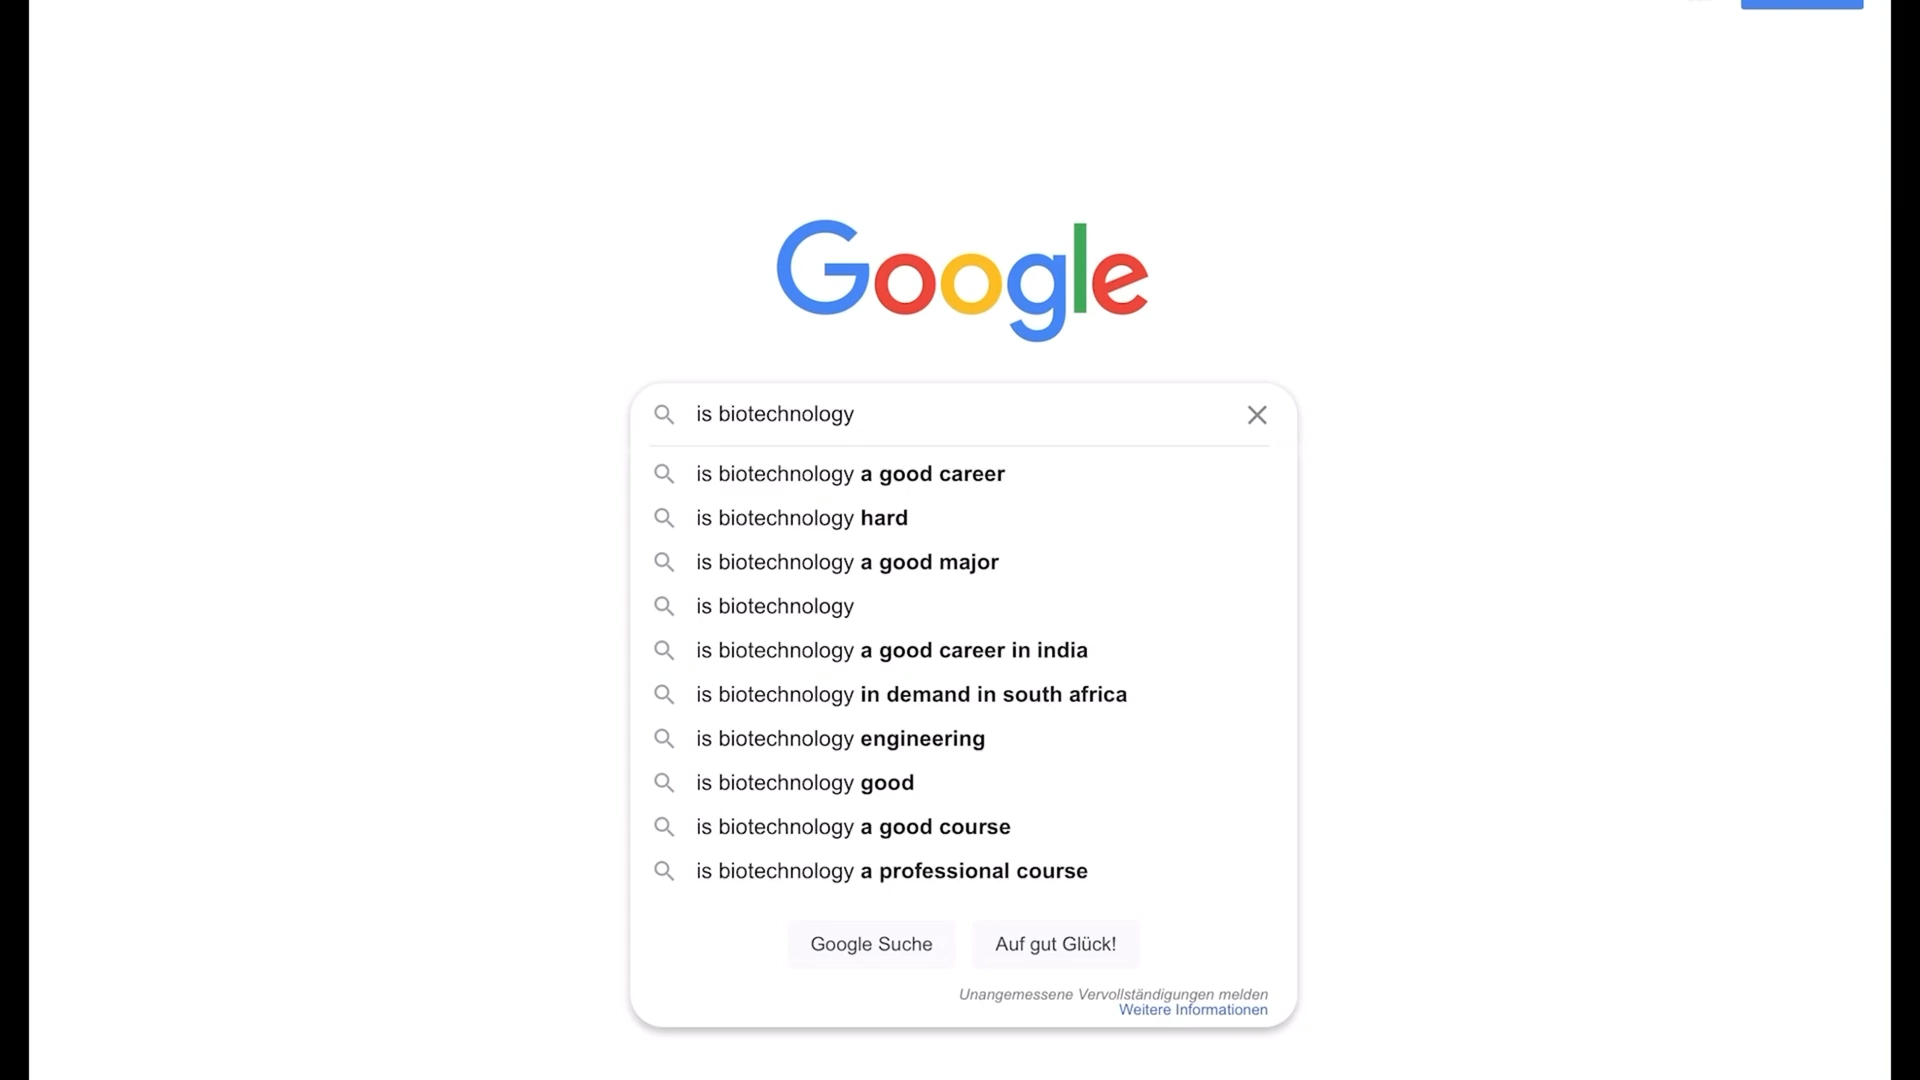 Google
is biotechnology
is biotechnology a good career
is biotechnology hard
is biotechnology a good major
is biotechnology
is biotechnology a good career in india
is biotechnology in demand in south africa
is biotechnology engineering
is biotechnology good
is biotechnology a good course
is biotechnology a professional course
Google Suche
Auf gut Glück!
Unangemessene Vervollständigungen melden
Weitere Informationen